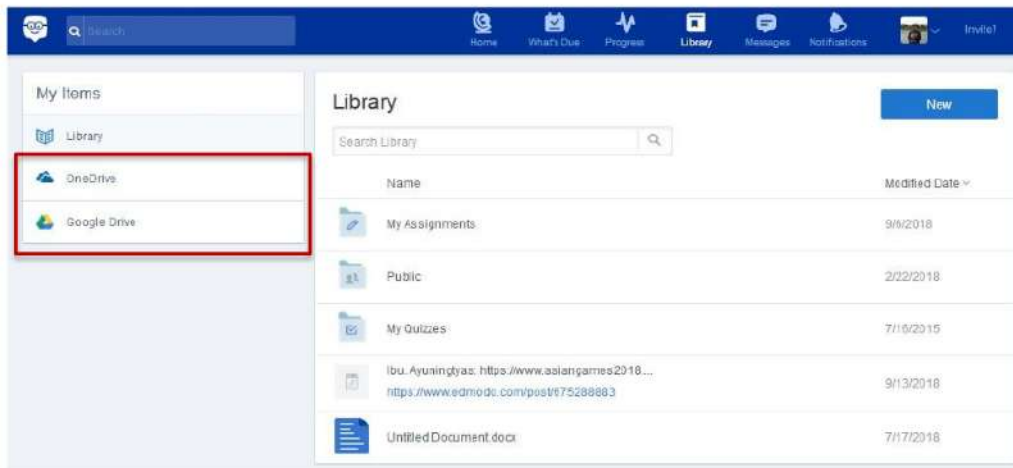 Search
Home
What's Due
Progress
Library
Messages
Notifications
Invite!
My Items
Library
OneDrive
Google Drive
Library
New
Search Library
Name
Modified Date
My Assignments
9/6/2018
Public
2/22/2018
My Quizzes
7/16/2015
Ibu. Ayuningtyas: https://www.asiangames2018...
https://www.edmodo.com/post/675288883
9/13/2018
Untitled Document.docx
7/17/2018